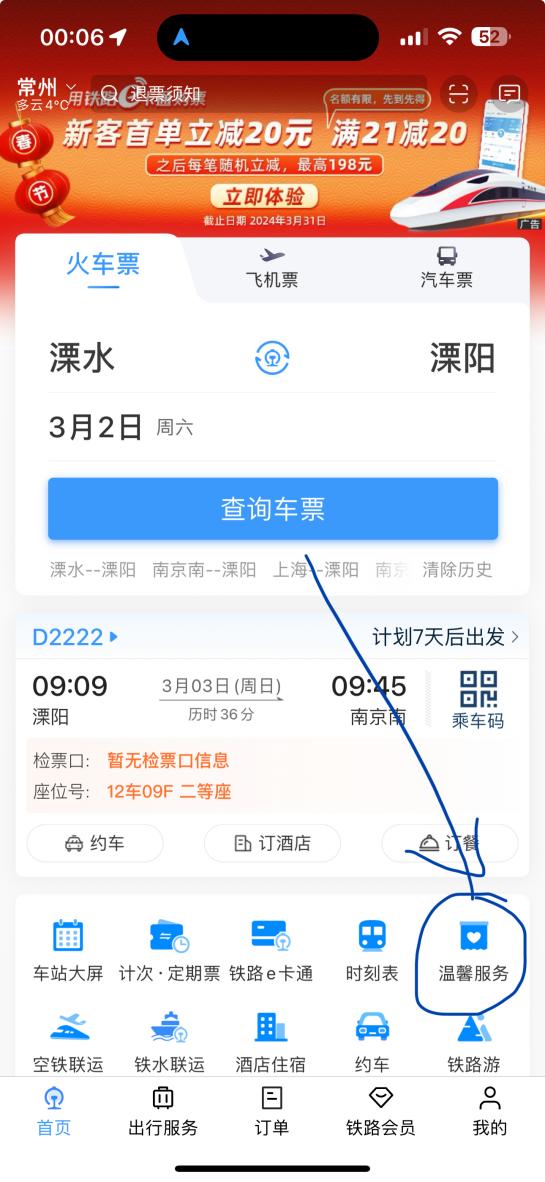 00:06
52
常州
多云4°C
退票须知
名额有限，先到先得
新客首单立减20元 满21减20
春
节
之后每笔随机立减，最高198元
立即体验
截止日期 2024年3月31日
广告
火车票
飞机票
汽车票
溧水
溧阳
3月2日 周六
查询车票
溧水--溧阳 南京南--溧阳 上海--溧阳 南京 清除历史
D2222
计划7天后出发
09:09
3月03日(周日)
09:45
溧阳
历时36分
南京南
乘车码
检票口: 暂无检票口信息
座位号: 12车09F 二等座
约车
订酒店
订餐
车站大屏
计次·定期票
铁路e卡通
时刻表
温馨服务
空铁联运
铁水联运
酒店住宿
约车
铁路游
首页
出行服务
订单
铁路会员
我的